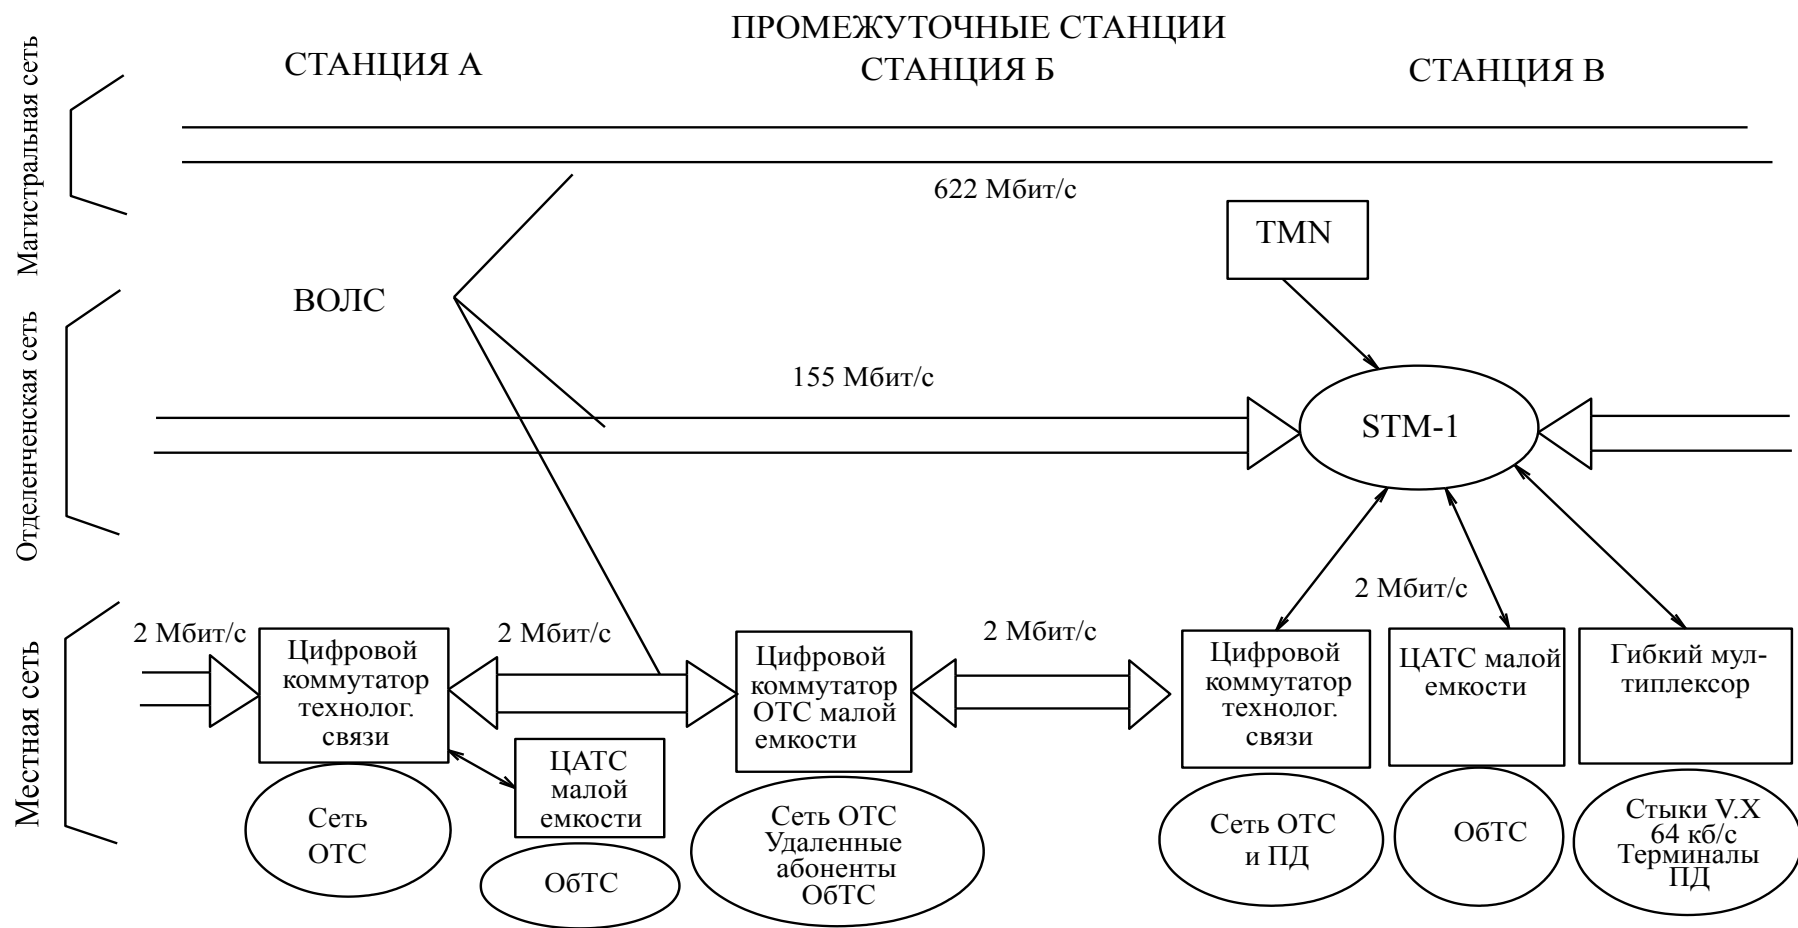 ПРОМЕЖУТОЧНЫЕ СТАНЦИИ
СТАНЦИЯ А
СТАНЦИЯ Б
СТАНЦИЯ В
Магистральная сеть
622 Мбит/с
TMN
ВОЛС
Отделенческая сеть
155 Мбит/с
STM-1
Местная сеть
2 Мбит/с
2 Мбит/с
2 Мбит/с
2 Мбит/с
Цифровой
коммутатор
технолог.
связи
Сеть
ОТС
ЦАТС
малой
емкости
ОбТС
Цифровой
коммутатор
ОТС малой
емкости
Сеть ОТС
Удаленные
абоненты
ОбТС
Цифровой
коммутатор
технолог.
связи
Сеть ОТС
и ПД
ЦАТС малой
емкости
ОбТС
Гибкий мул-
типлексор
Стыки V.X
64 кб/с
Терминалы
ПД